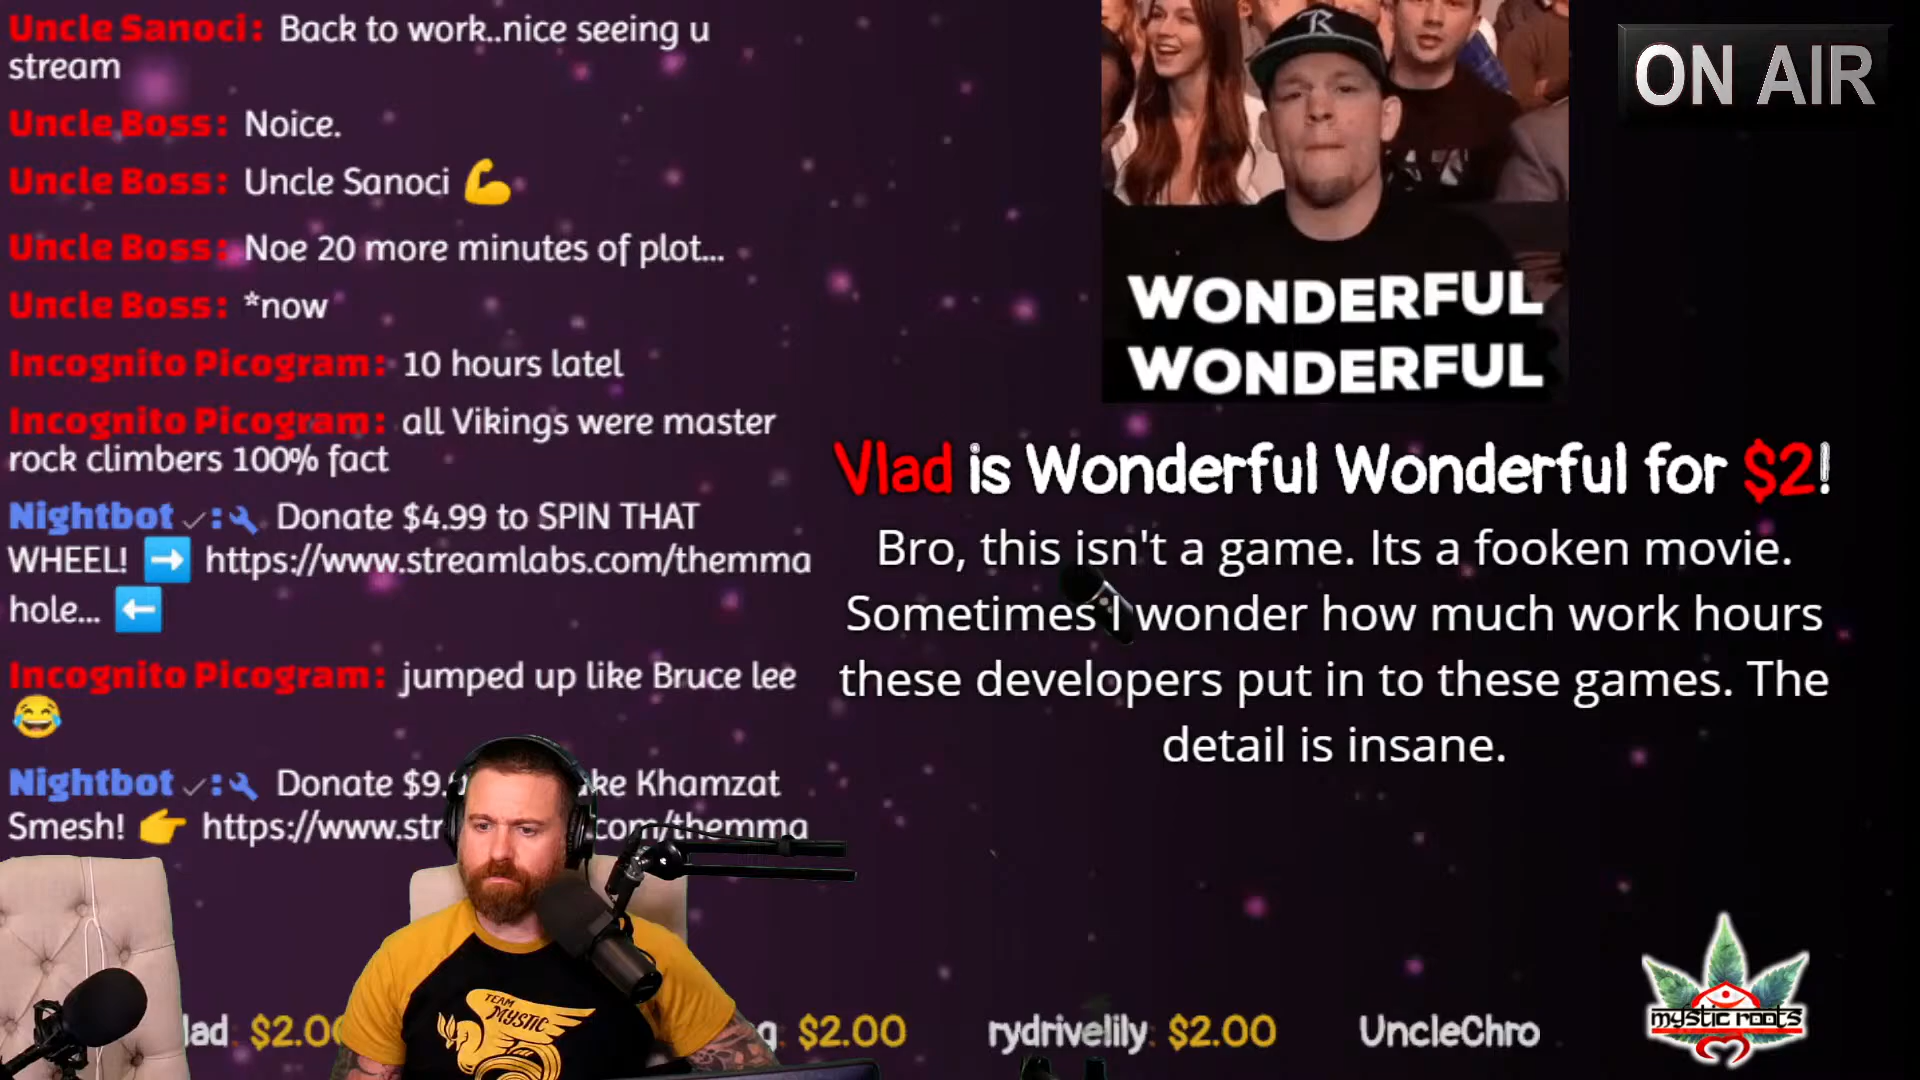 Uncle Sanoci: Back to work..nice seeing u
stream
Uncle Boss: Noice.
Uncle Boss: Uncle Sanoci 💪
Uncle Boss: Noe 20 more minutes of plot...
Uncle Boss: *now
Incognito Picogram: 10 hours latel
Incognito Picogram: all Vikings were master
rock climbers 100% fact
Nightbot ✓:🔧 Donate $4.99 to SPIN THAT
WHEEL! ➡️ https://www.streamlabs.com/themma
hole... ⬅️
Incognito Picogram: jumped up like Bruce lee
😂
Nightbot ✓:🔧 Donate $9. Khamzat
Smesh! 👉 https://www.str com/themma
ON AIR
WONDERFUL
WONDERFUL
Vlad is Wonderful Wonderful for $2!
Bro, this isn't a game. Its a fooken movie.
Sometimes I wonder how much work hours
these developers put in to these games. The
detail is insane.
TEAM
MYSTIC
lad: $2.00 $2.00 rydrivelily: $2.00 UncleChro
mystic roots